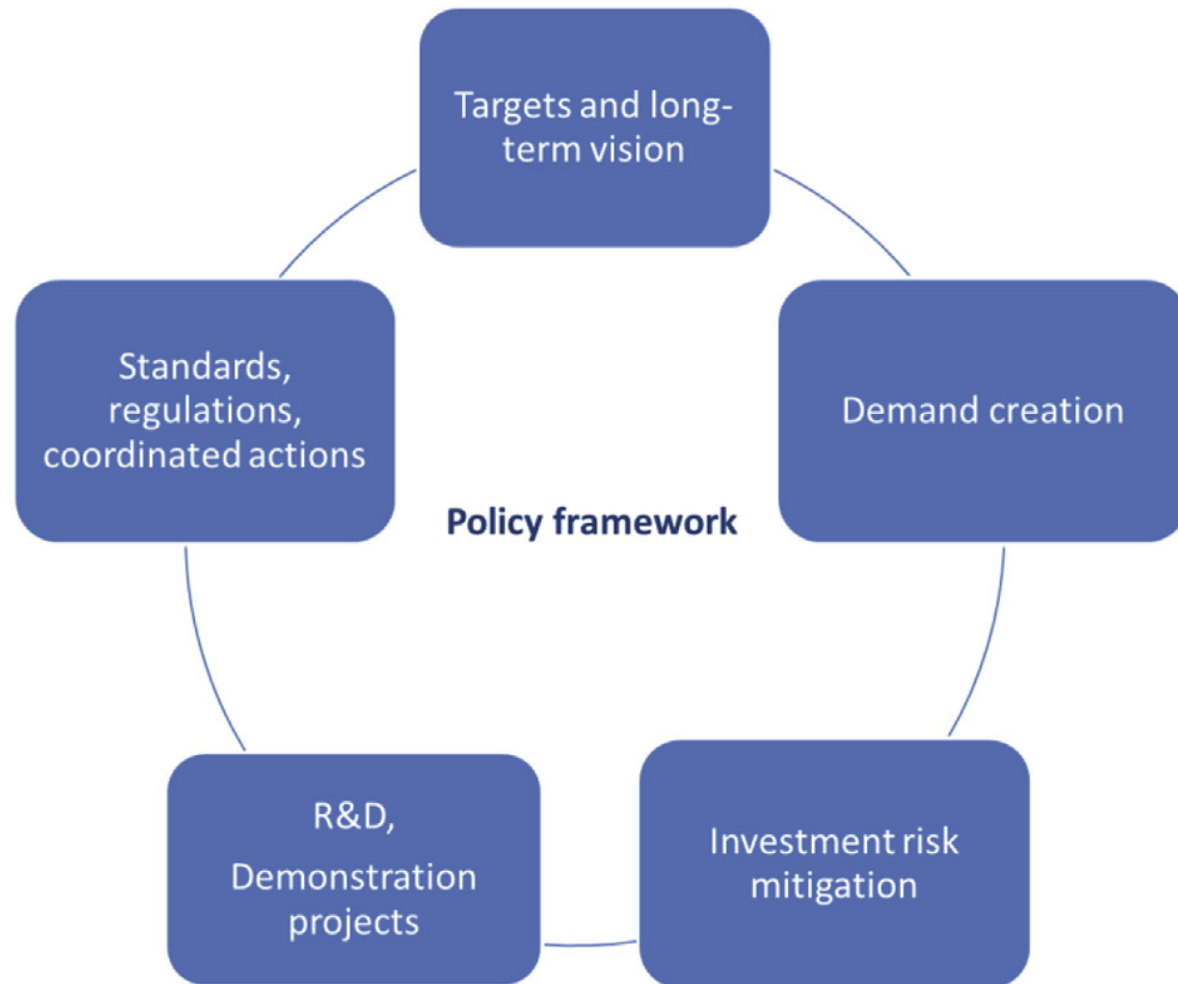 Targets and long-
term vision
Standards,
regulations,
coordinated actions
Demand creation
Policy framework
R&D,
Demonstration
projects
Investment risk
mitigation